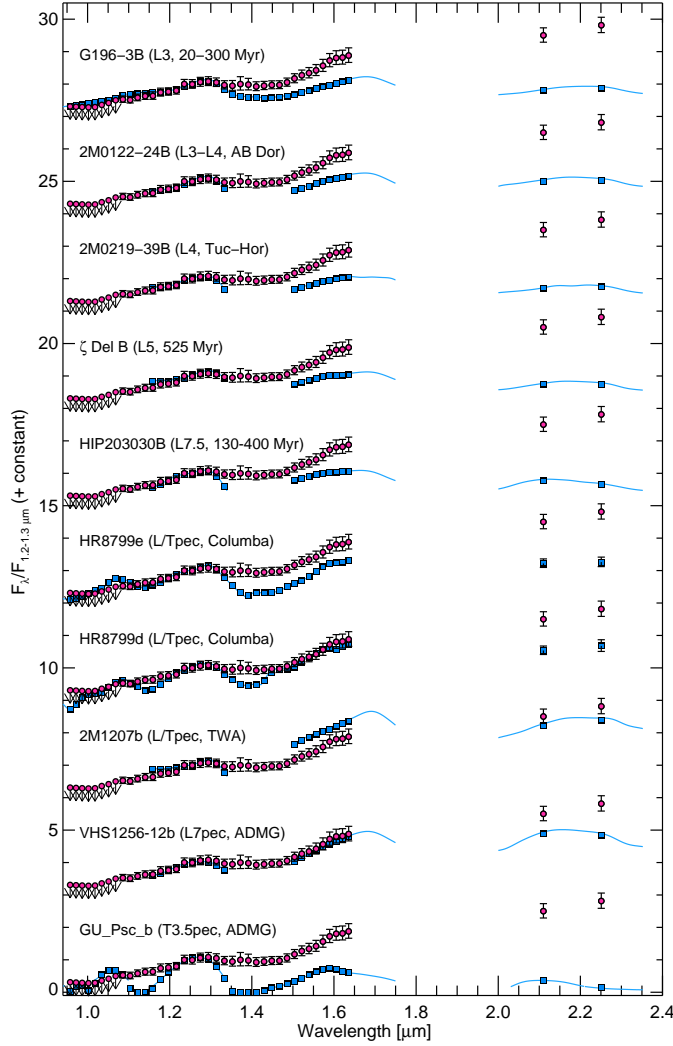 30
G196−3B (L3, 20−300 Myr)
2M0122−24B (L3−L4, AB Dor)
25
2M0219−39B (L4, Tuc−Hor)
20
ζ Del B (L5, 525 Myr)
HIP203030B (L7.5, 130-400 Myr)
15
HR8799e (L/Tpec, Columba)
HR8799d (L/Tpec, Columba)
10
2M1207b (L/Tpec, TWA)
VHS1256-12b (L7pec, ADMG)
5
GU_Psc_b (T3.5pec, ADMG)
0
F_λ/F_{1.2-1.3 μm} (+ constant)
1.0 1.2 1.4 1.6 1.8 2.0 2.2 2.4
Wavelength [μm]